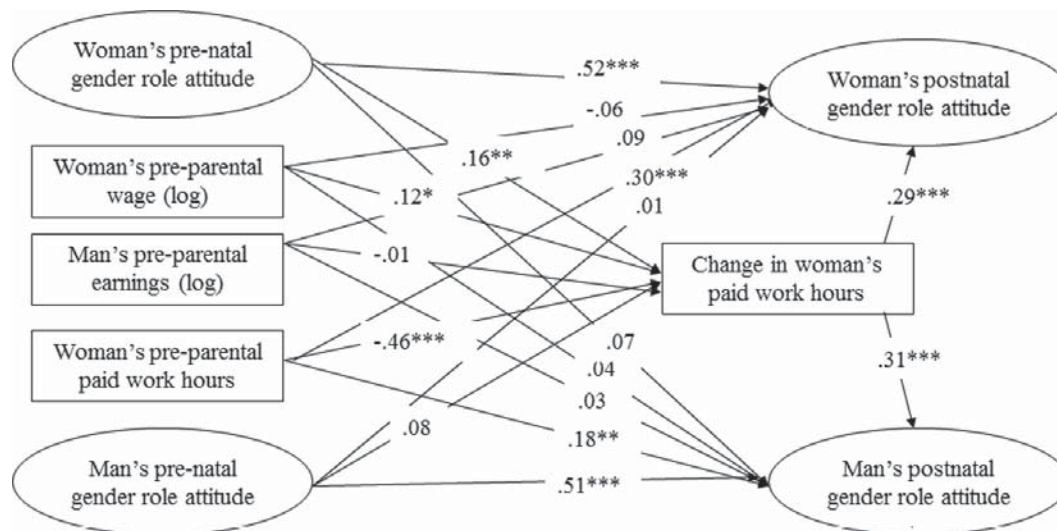 Woman's pre-natal
gender role attitude
Woman's pre-parental
wage (log)
Man's pre-parental
earnings (log)
Woman's pre-parental
paid work hours
Man's pre-natal
gender role attitude
.52***
-.06
.09
.16**
.30***
.12*
.01
-.01
-.46***
.07
.04
.03
.08
.18**
.51***
Change in woman's
paid work hours
.29***
.31***
Woman's postnatal
gender role attitude
Man's postnatal
gender role attitude